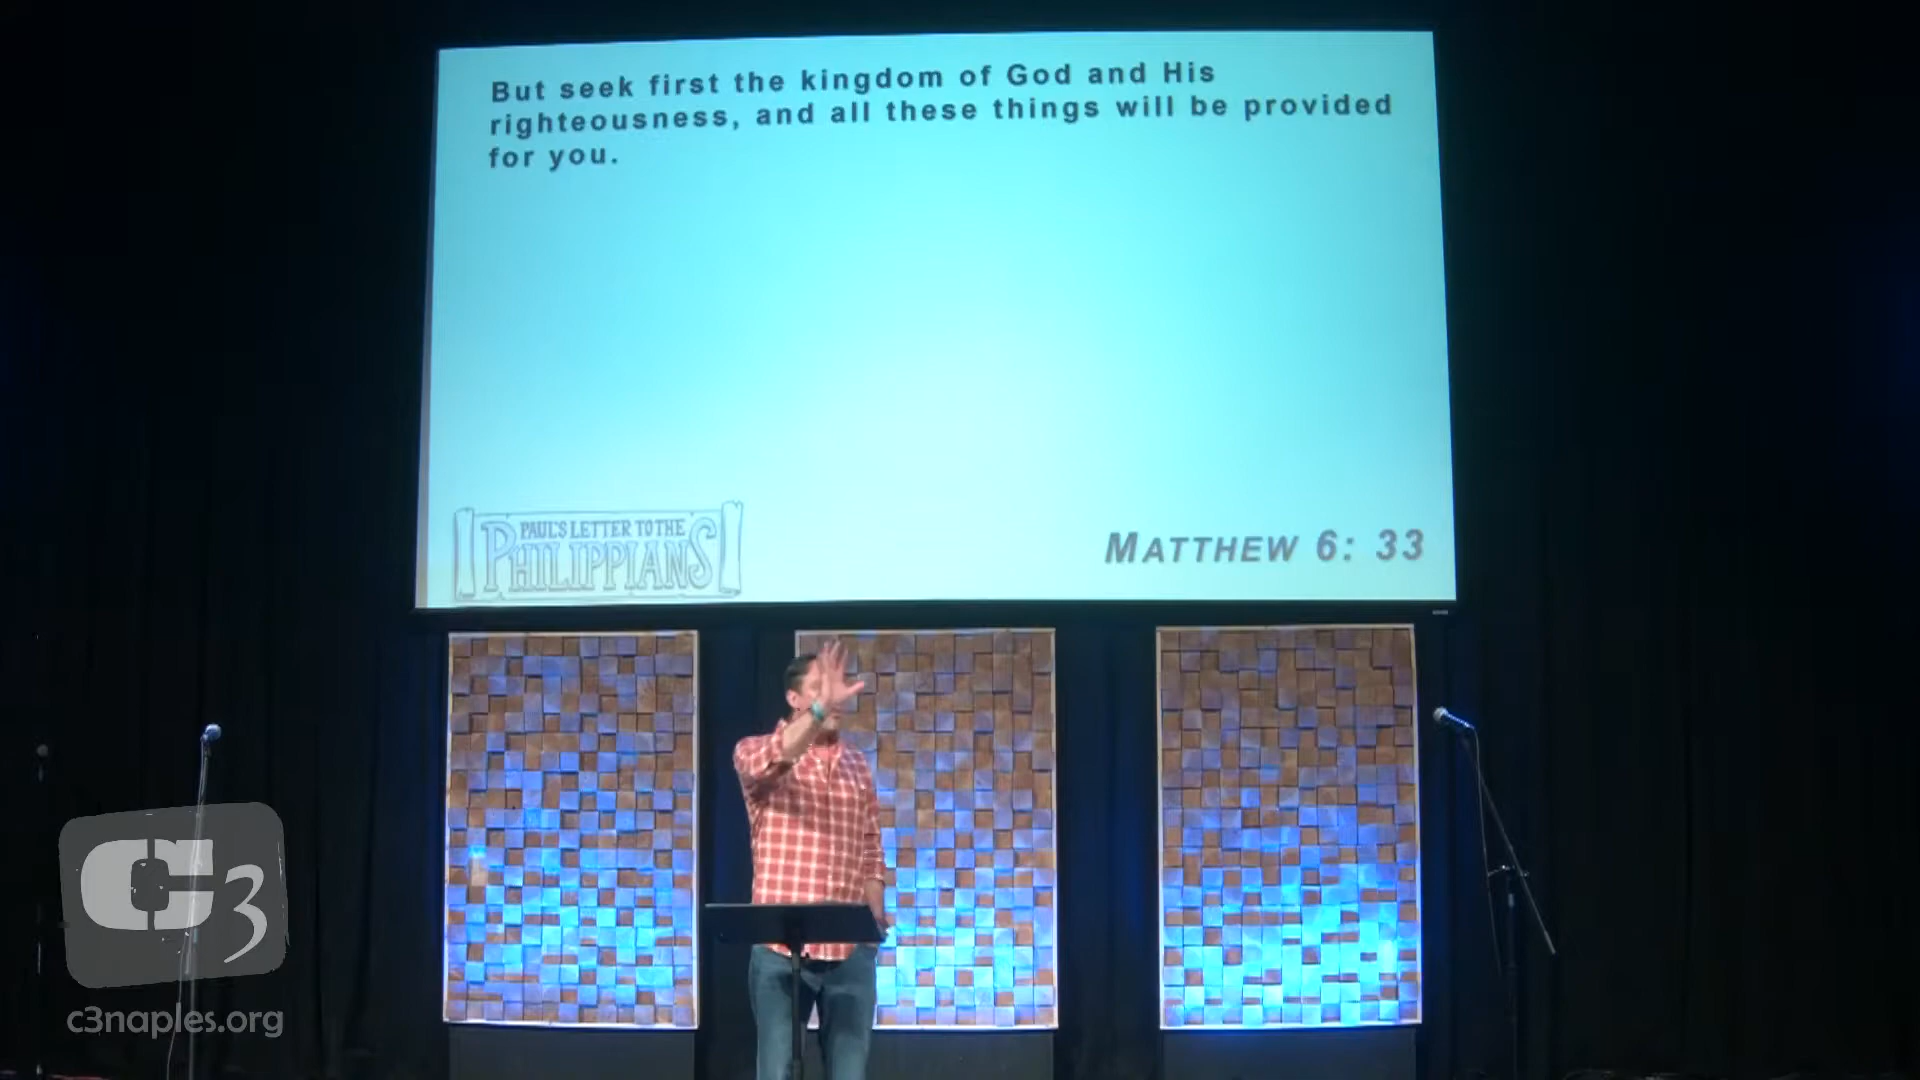 But seek first the kingdom of God and His
righteousness, and all these things will be provided
for you.
PAUL'S LETTER TO THE
PHILIPPIANS
MATTHEW 6: 33
C3
c3naples.org